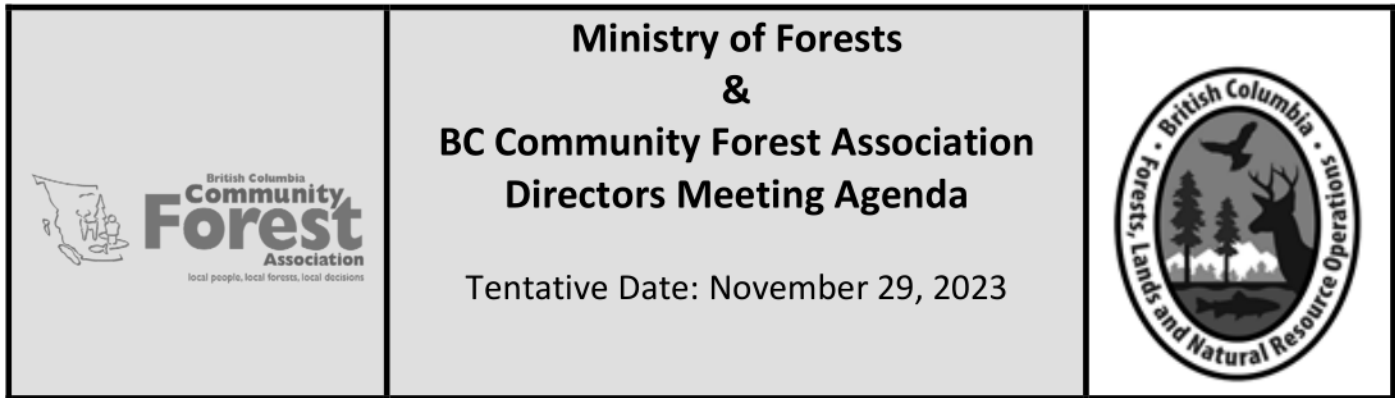 British Columbia
Community
Forest
Association
local people, local forests, local decisions
Ministry of Forests
&
BC Community Forest Association
Directors Meeting Agenda
Tentative Date: November 29, 2023
British Columbia
Forests, Lands and Natural Resource Operations